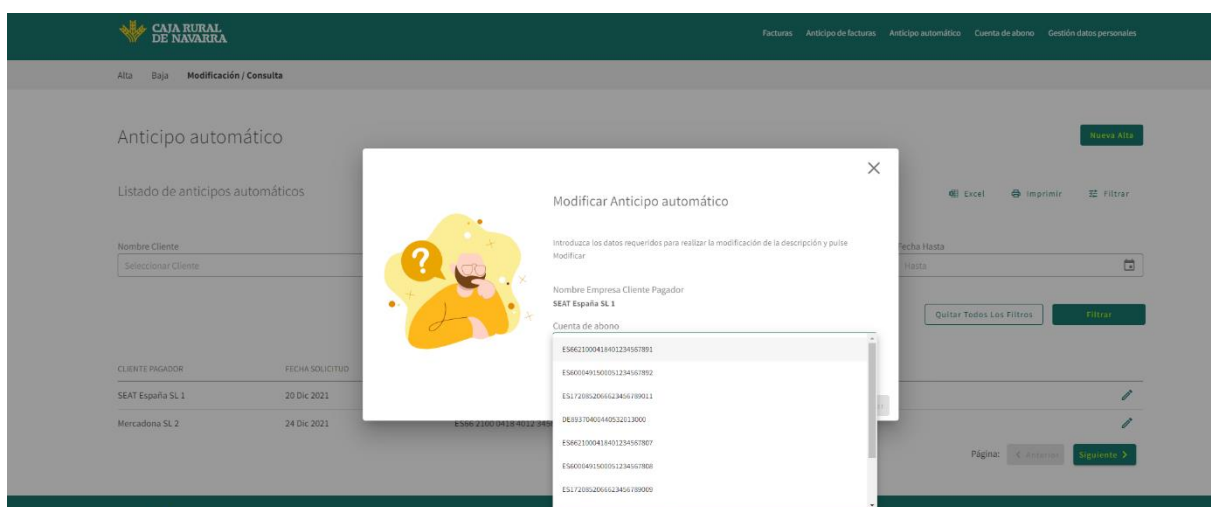 CAJA RURAL
DE NAVARRA
Facturas Anticipo de facturas Anticipo automático Cuenta de abono Gestión datos personales
Alta Baja Modificación / Consulta
Anticipo automático
Nueva Alta
Listado de anticipos automáticos
Excel Imprimir Filtrar
Nombre Cliente
Seleccionar Cliente
Fecha Hasta
Hasta
Quitar Todos Los Filtros Filtrar
CLIENTE PAGADOR FECHA SOLICITUD
SEAT España SL 1 20 Dic 2021
Mercadona SL 2 24 Dic 2021 ES66 2100 0418 4012 345
Página: Anterior Siguiente
Modificar Anticipo automático
Introduzca los datos requeridos para realizar la modificación de la descripción y pulse
Modificar
Nombre Empresa Cliente Pagador
SEAT España SL 1
Cuenta de abono
ES6621000418401234567891
ES6000491500051234567892
ES1720852066623456789011
DE89370400440532013000
ES6621000418401234567807
ES6000491500051234567808
ES1720852066623456789009